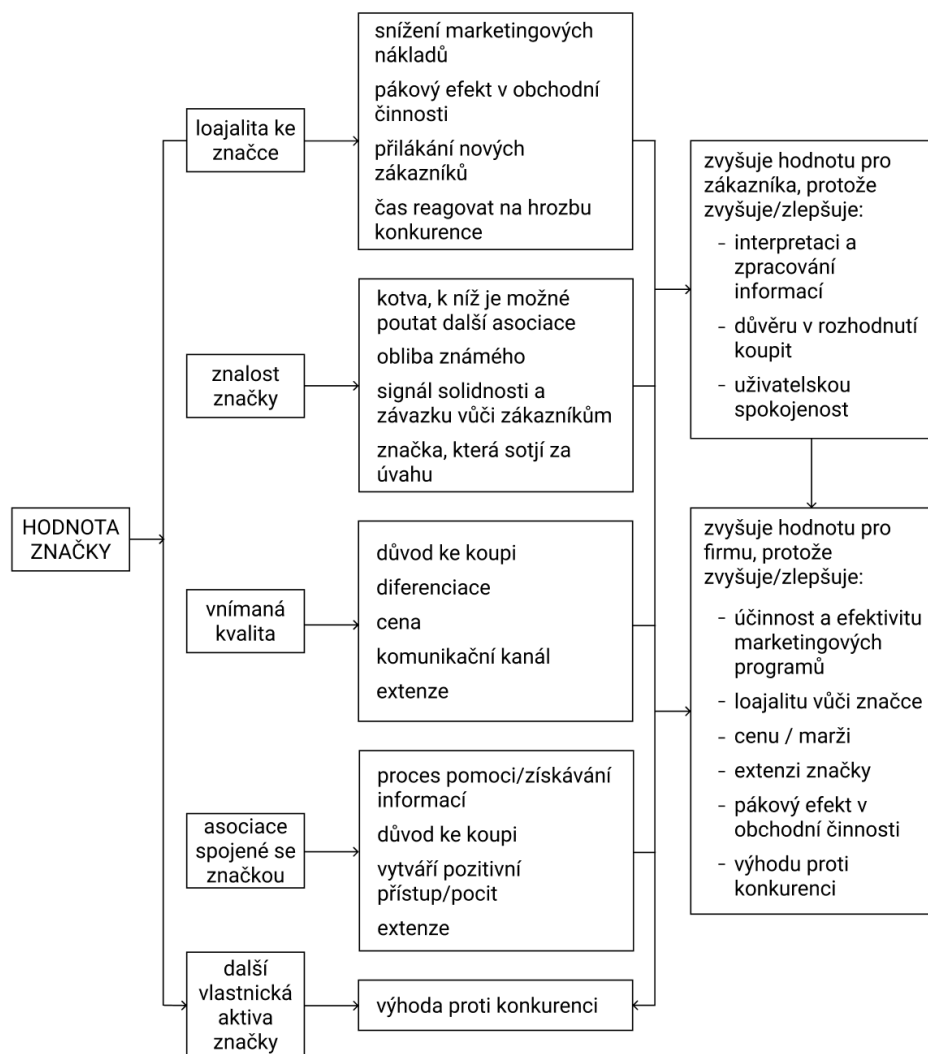 HODNOTA
ZNAČKY
loajalita ke
značce
snížení marketingových
nákladů
pákový efekt v obchodní
činnosti
přilákání nových
zákazníků
čas reagovat na hrozbu
konkurence
znalost
značky
kotva, k níž je možné
poutat další asociace
obliba známého
signál solidnosti a
závazku vůči zákazníkům
značka, která sotjí za
úvahu
vnímaná
kvalita
důvod ke koupi
diferenciace
cena
komunikační kanál
extenze
asociace
spojené se
značkou
proces pomoci/získávání
informací
důvod ke koupi
vytváří pozitivní
přístup/pocit
extenze
další
vlastnická
aktiva
značky
výhoda proti konkurenci
zvyšuje hodnotu pro
zákazníka, protože
zvyšuje/zlepšuje:
- interpretaci a
zpracování
informací
- důvěru v rozhodnutí
koupit
- uživatelskou
spokojenost
zvyšuje hodnotu pro
firmu, protože
zvyšuje/zlepšuje:
- účinnost a efektivitu
marketingových
programů
- loajalitu vůči značce
- cenu / marži
- extenzi značky
- pákový efekt v
obchodní činnosti
- výhodu proti
konkurenci